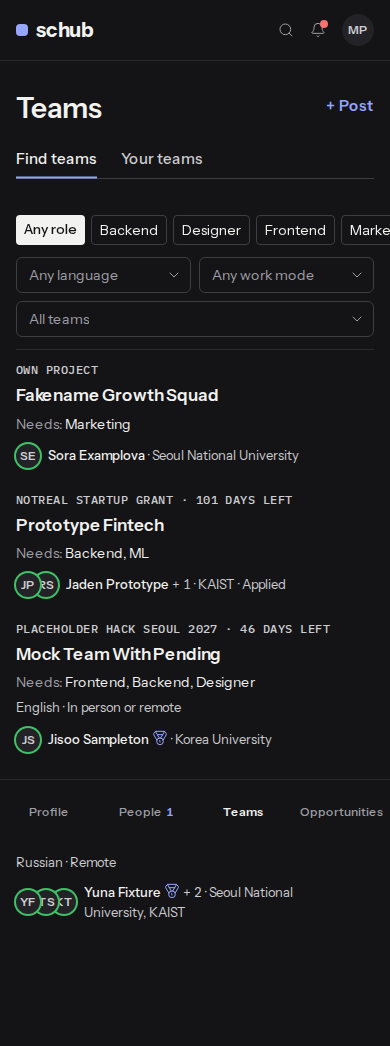 schub
MP
Teams
+ Post
Find teams
Your teams
Any role
Backend
Designer
Frontend
Marke
Any language
Any work mode
All teams
OWN PROJECT
Fakename Growth Squad
Needs: Marketing
SE
Sora Examplova · Seoul National University
NOTREAL STARTUP GRANT · 101 DAYS LEFT
Prototype Fintech
Needs: Backend, ML
JP
RS
Jaden Prototype + 1 · KAIST · Applied
PLACEHOLDER HACK SEOUL 2027 · 46 DAYS LEFT
Mock Team With Pending
Needs: Frontend, Backend, Designer
English · In person or remote
JS
Jisoo Sampleton · Korea University
Profile
People 1
Teams
Opportunities
Russian · Remote
YF
TS
KT
Yuna Fixture + 2 · Seoul National
University, KAIST